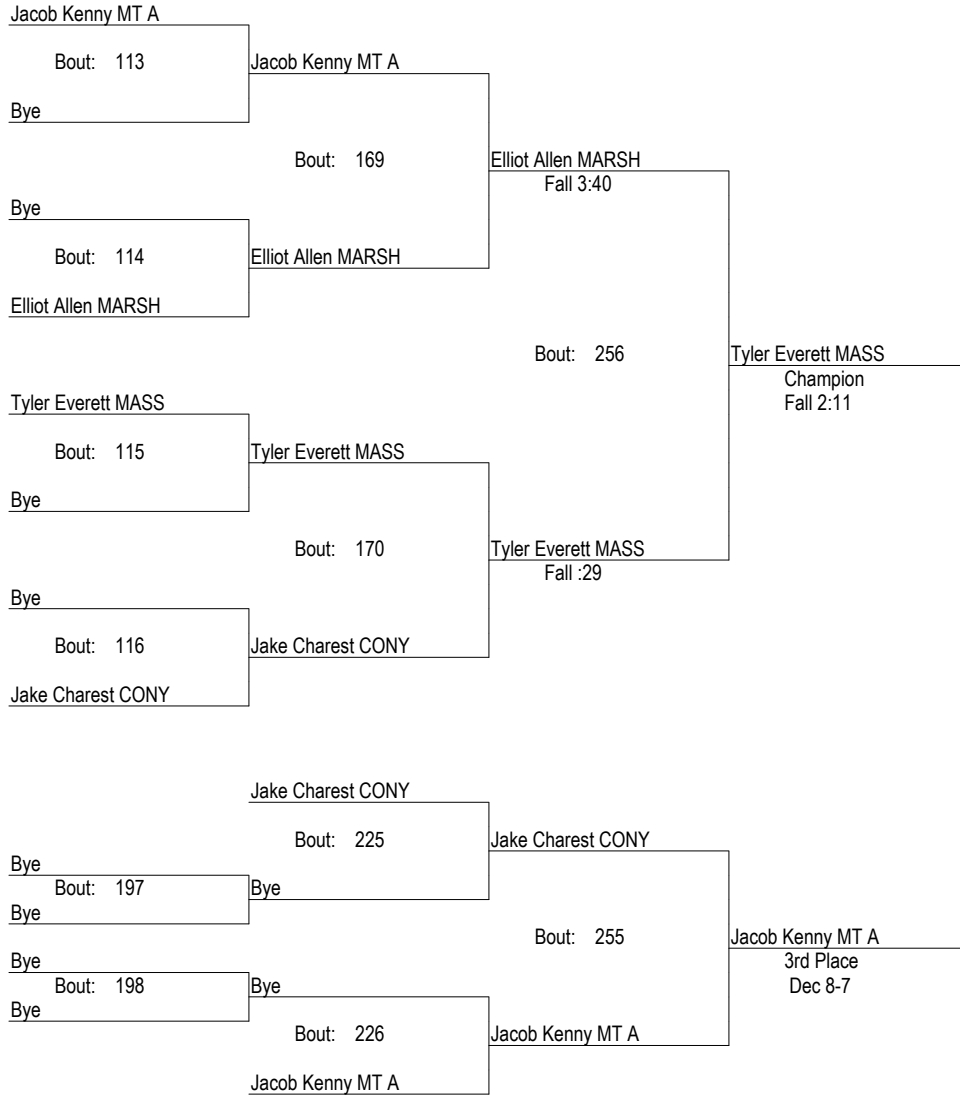 Jacob Kenny MT A
Bout: 113
Jacob Kenny MT A
Bye
Bout: 169
Elliot Allen MARSH
Fall 3:40
Bye
Bout: 114
Elliot Allen MARSH
Elliot Allen MARSH
Bout: 256
Tyler Everett MASS
Champion
Fall 2:11
Tyler Everett MASS
Bout: 115
Tyler Everett MASS
Bye
Bout: 170
Tyler Everett MASS
Fall :29
Bye
Bout: 116
Jake Charest CONY
Jake Charest CONY
Jake Charest CONY
Bout: 225
Jake Charest CONY
Bye
Bout: 197
Bye
Bye
Bout: 255
Jacob Kenny MT A
3rd Place
Dec 8-7
Bye
Bout: 198
Bye
Bye
Bout: 226
Jacob Kenny MT A
Jacob Kenny MT A